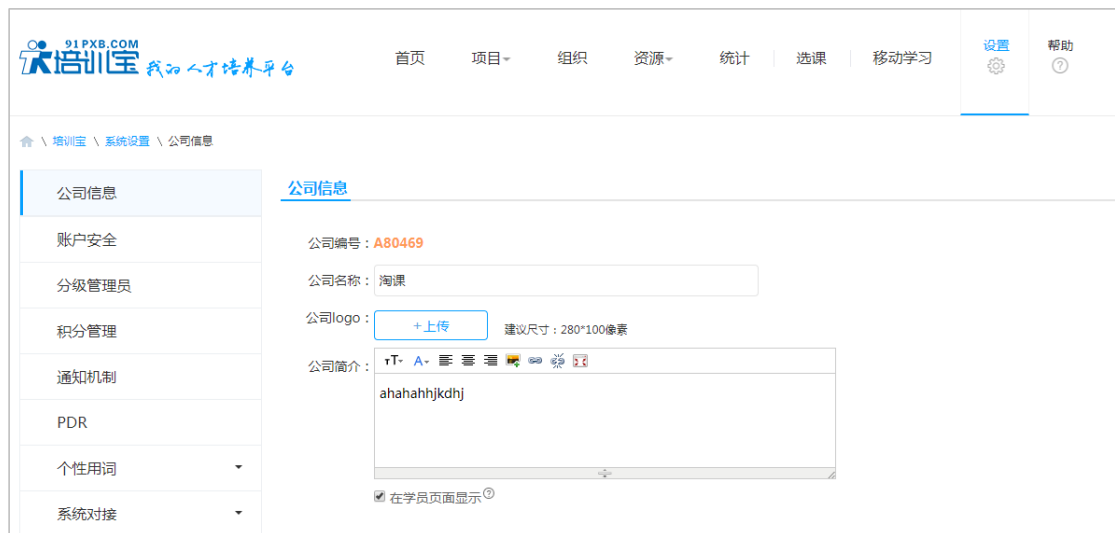 91PXB.COM
培训宝 我的人才培养平台
首页 项目 组织 资源 统计 选课 移动学习 设置 帮助
\ 培训宝 \ 系统设置 \ 公司信息
公司信息
账户安全
分级管理员
积分管理
通知机制
PDR
个性用词
系统对接
公司信息
公司编号：A80469
公司名称： 淘课
公司logo： +上传 建议尺寸：280*100像素
公司简介：
ahahahhjkdhj
在学员页面显示